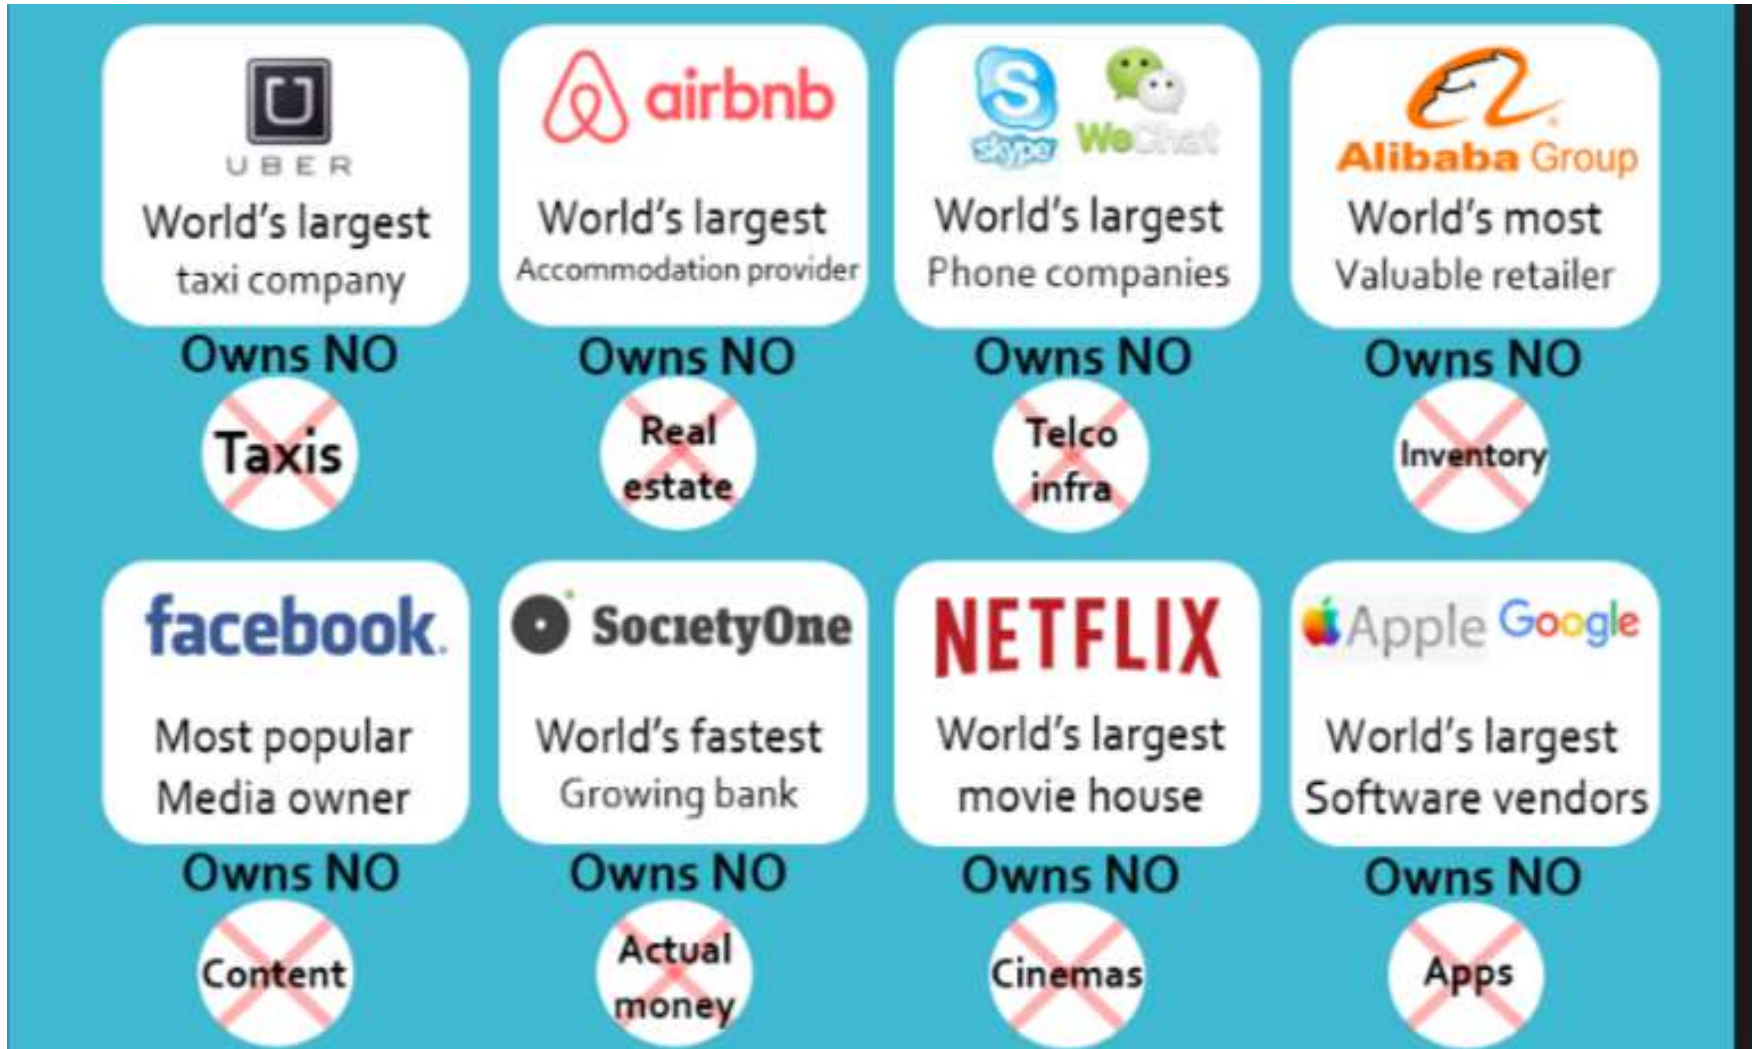 UBER
World's largest
taxi company
Owns NO
Taxis
airbnb
World's largest
Accommodation provider
Owns NO
Real
estate
S
skype
WeChat
World's largest
Phone companies
Owns NO
Telco
infra
Alibaba Group
World's most
Valuable retailer
Owns NO
Inventory
facebook.
Most popular
Media owner
Owns NO
Content
SocietyOne
World's fastest
Growing bank
Owns NO
Actual
money
NETFLIX
World's largest
movie house
Owns NO
Cinemas
Apple Google
World's largest
Software vendors
Owns NO
Apps